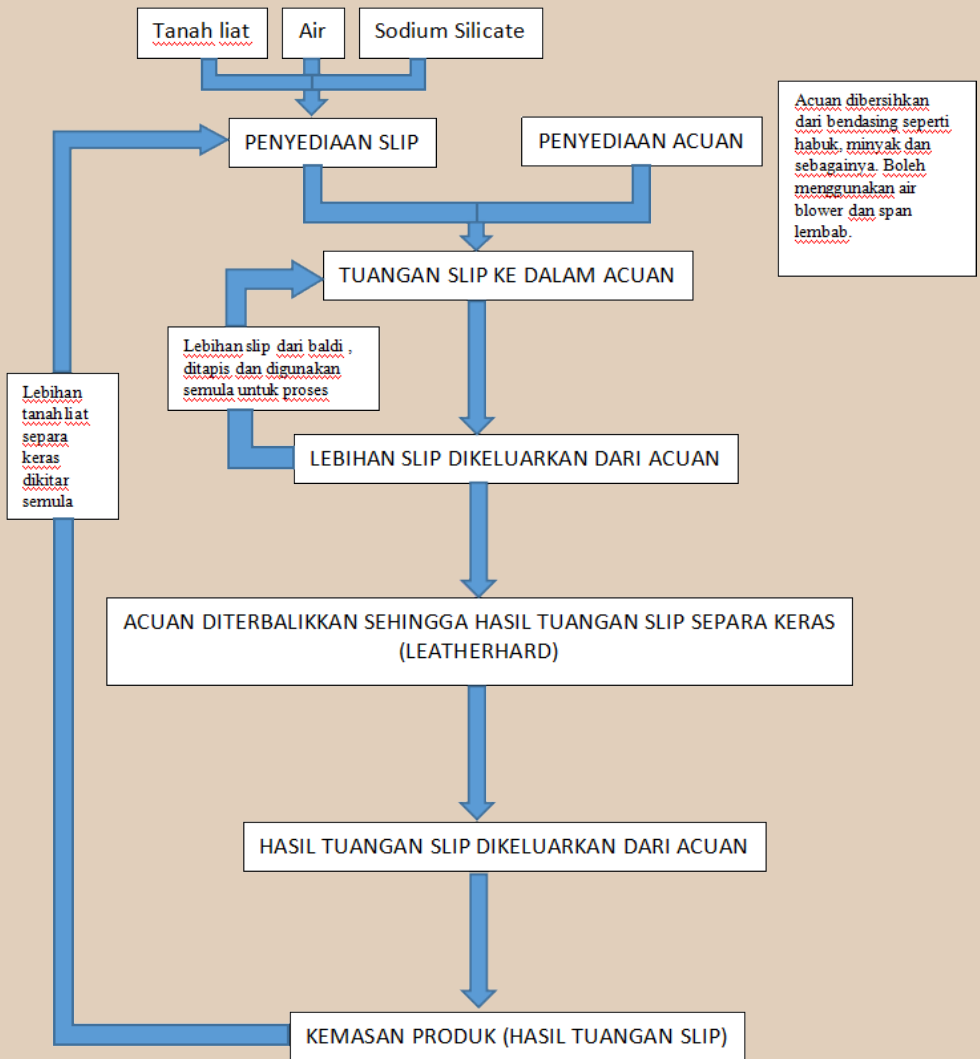 Tanah liat
Air
Sodium Silicate
PENYEDIAAN SLIP
PENYEDIAAN ACUAN
Acuan dibersihkan
dari bendasing seperti
habuk, minyak dan
sebagainya. Boleh
menggunakan air
blower dan span
lembab.
TUANGAN SLIP KE DALAM ACUAN
Lebihan slip dari baldi ,
ditapis dan digunakan
semula untuk proses
Lebihan
tanah liat
separa
keras
dikitar
semula
LEBIHAN SLIP DIKELUARKAN DARI ACUAN
ACUAN DITERBALIKKAN SEHINGGA HASIL TUANGAN SLIP SEPARA KERAS
(LEATHERHARD)
HASIL TUANGAN SLIP DIKELUARKAN DARI ACUAN
KEMASAN PRODUK (HASIL TUANGAN SLIP)